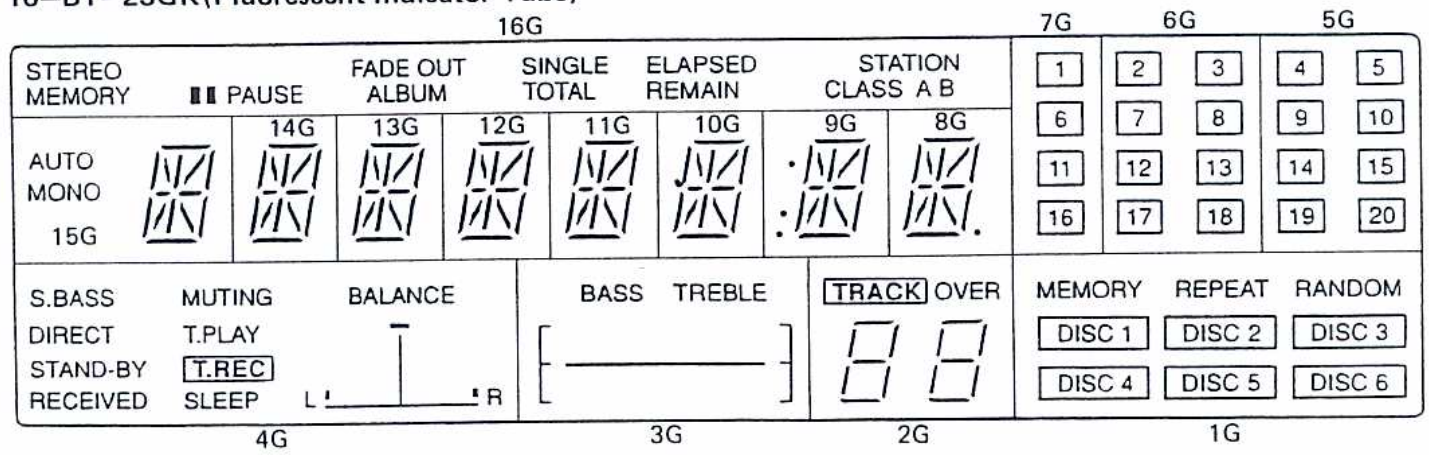 (Fluorescent Indicator Tube)
16G 7G 6G 5G
STEREO FADE OUT SINGLE ELAPSED STATION 1 2 3 4 5
MEMORY PAUSE ALBUM TOTAL REMAIN CLASS A B
14G 13G 12G 11G 10G 9G 8G 6 7 8 9 10
AUTO 11 12 13 14 15
MONO
15G 16 17 18 19 20
S.BASS MUTING BALANCE BASS TREBLE TRACK OVER MEMORY REPEAT RANDOM
DIRECT T.PLAY DISC 1 DISC 2 DISC 3
STAND-BY T.REC DISC 4 DISC 5 DISC 6
RECEIVED SLEEP L R
4G 3G 2G 1G